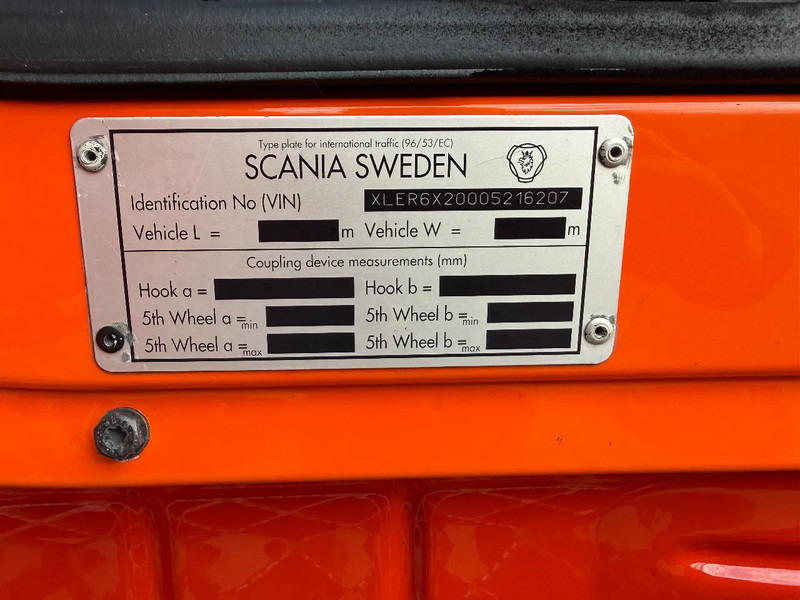 Type plate for international traffic (96/53/EC)
SCANIA SWEDEN
Identification No (VIN) XLER6X20005216207
Vehicle L = m Vehicle W = m
Coupling device measurements (mm)
Hook a = Hook b =
5th Wheel a =min 5th Wheel b =min
5th Wheel a =max 5th Wheel b =max